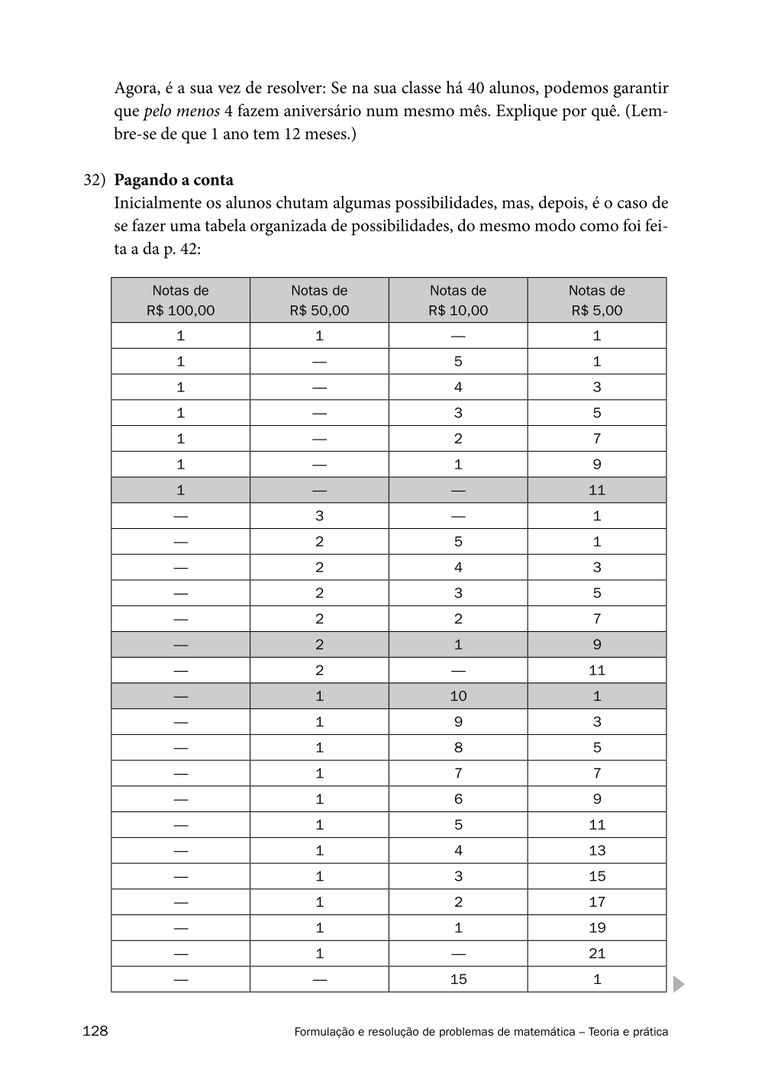 Agora, é a sua vez de resolver: Se na sua classe há 40 alunos, podemos garantir
que pelo menos 4 fazem aniversário num mesmo mês. Explique por quê. (Lem-
bre-se de que 1 ano tem 12 meses.)
32) Pagando a conta
Inicialmente os alunos chutam algumas possibilidades, mas, depois, é o caso de
se fazer uma tabela organizada de possibilidades, do mesmo modo como foi fei-
ta a da p. 42:
Notas de Notas de Notas de Notas de
R$ 100,00 R$ 50,00 R$ 10,00 R$ 5,00
1 1 — 1
1 — 5 1
1 — 4 3
1 — 3 5
1 — 2 7
1 — 1 9
1 — — 11
— 3 — 1
— 2 5 1
— 2 4 3
— 2 3 5
— 2 2 7
— 2 1 9
— 2 — 11
— 1 10 1
— 1 9 3
— 1 8 5
— 1 7 7
— 1 6 9
— 1 5 11
— 1 4 13
— 1 3 15
— 1 2 17
— 1 1 19
— 1 — 21
— — 15 1
128 Formulação e resolução de problemas de matemática – Teoria e prática